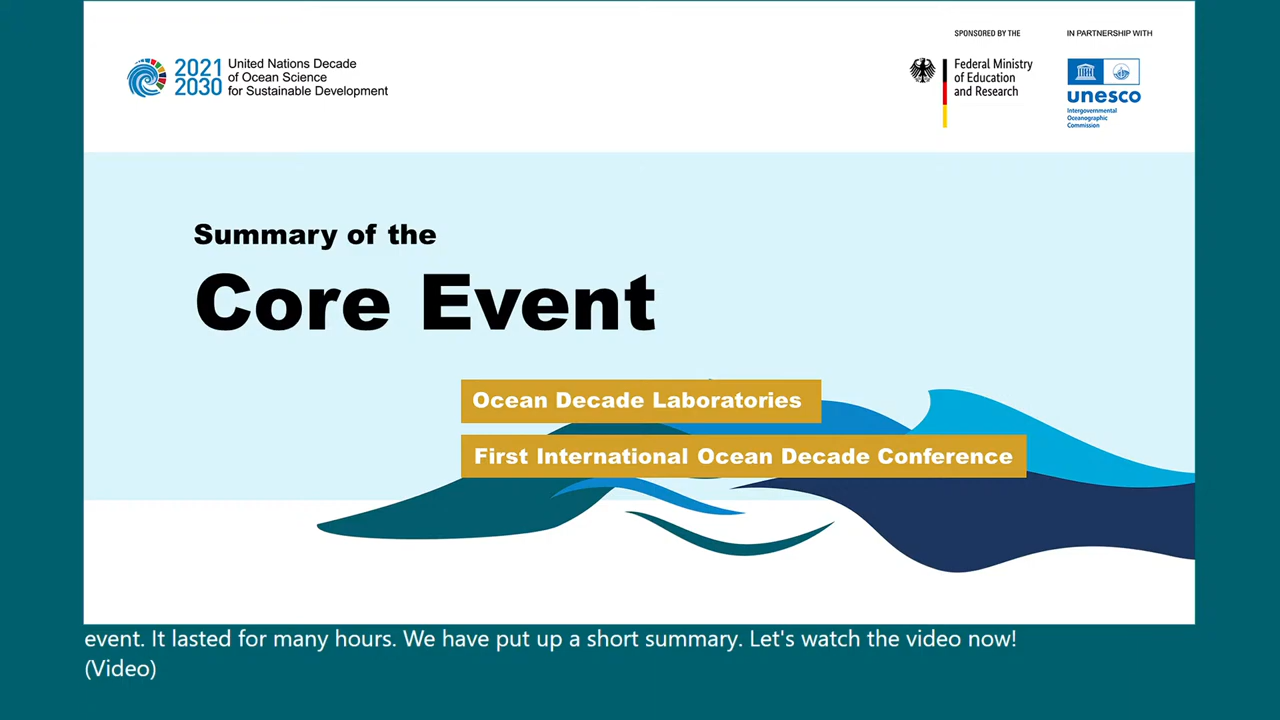 2021
2030
United Nations Decade
of Ocean Science
for Sustainable Development
SPONSORED BY THE
Federal Ministry
of Education
and Research
IN PARTNERSHIP WITH
unesco
Intergovernmental
Oceanographic
Commission
Summary of the
Core Event
Ocean Decade Laboratories
First International Ocean Decade Conference
event. It lasted for many hours. We have put up a short summary. Let's watch the video now!
(Video)